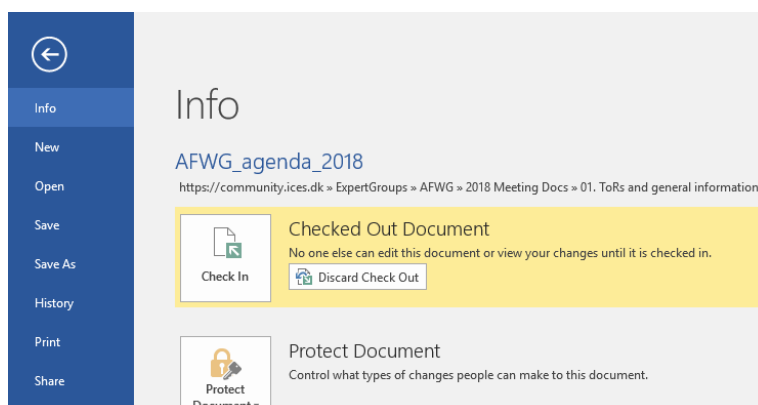 Info
New
Open
Save
Save As
History
Print
Share
Info
AFWG_agenda_2018
https://community.ices.dk » ExpertGroups » AFWG » 2018 Meeting Docs » 01. ToRs and general information
Check In
Checked Out Document
No one else can edit this document or view your changes until it is checked in.
Discard Check Out
Protect
Document
Protect Document
Control what types of changes people can make to this document.